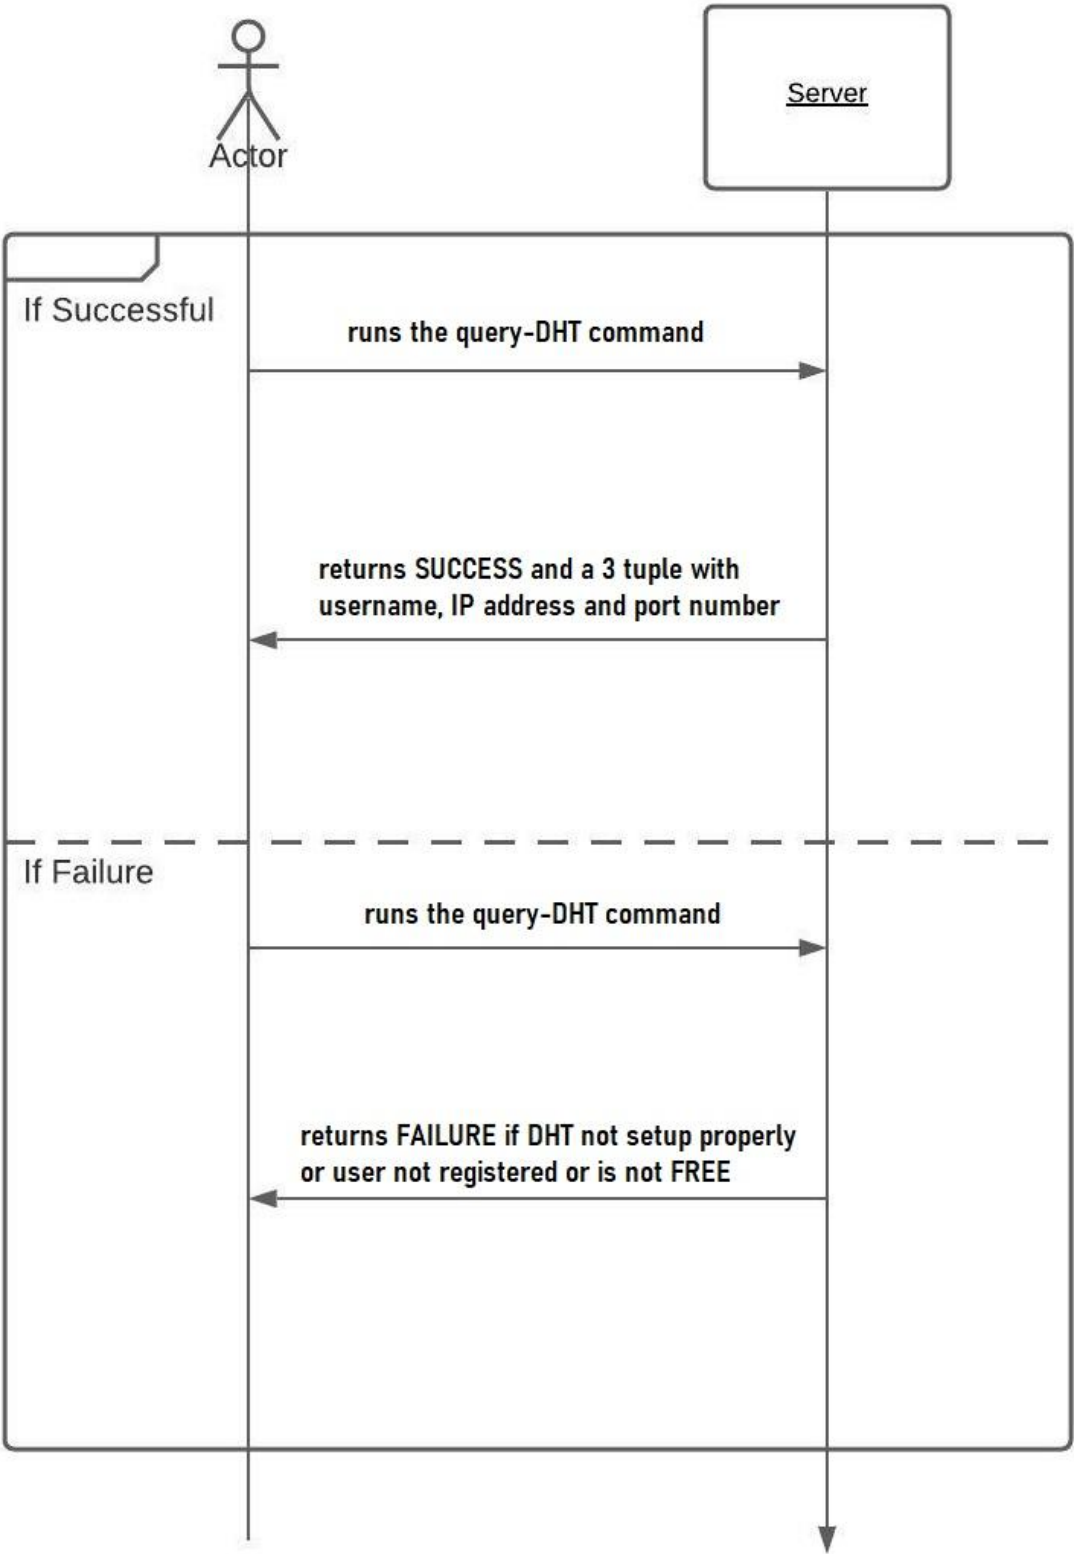 Actor
Server
If Successful
runs the query-DHT command
returns SUCCESS and a 3 tuple with
username, IP address and port number
If Failure
runs the query-DHT command
returns FAILURE if DHT not setup properly
or user not registered or is not FREE